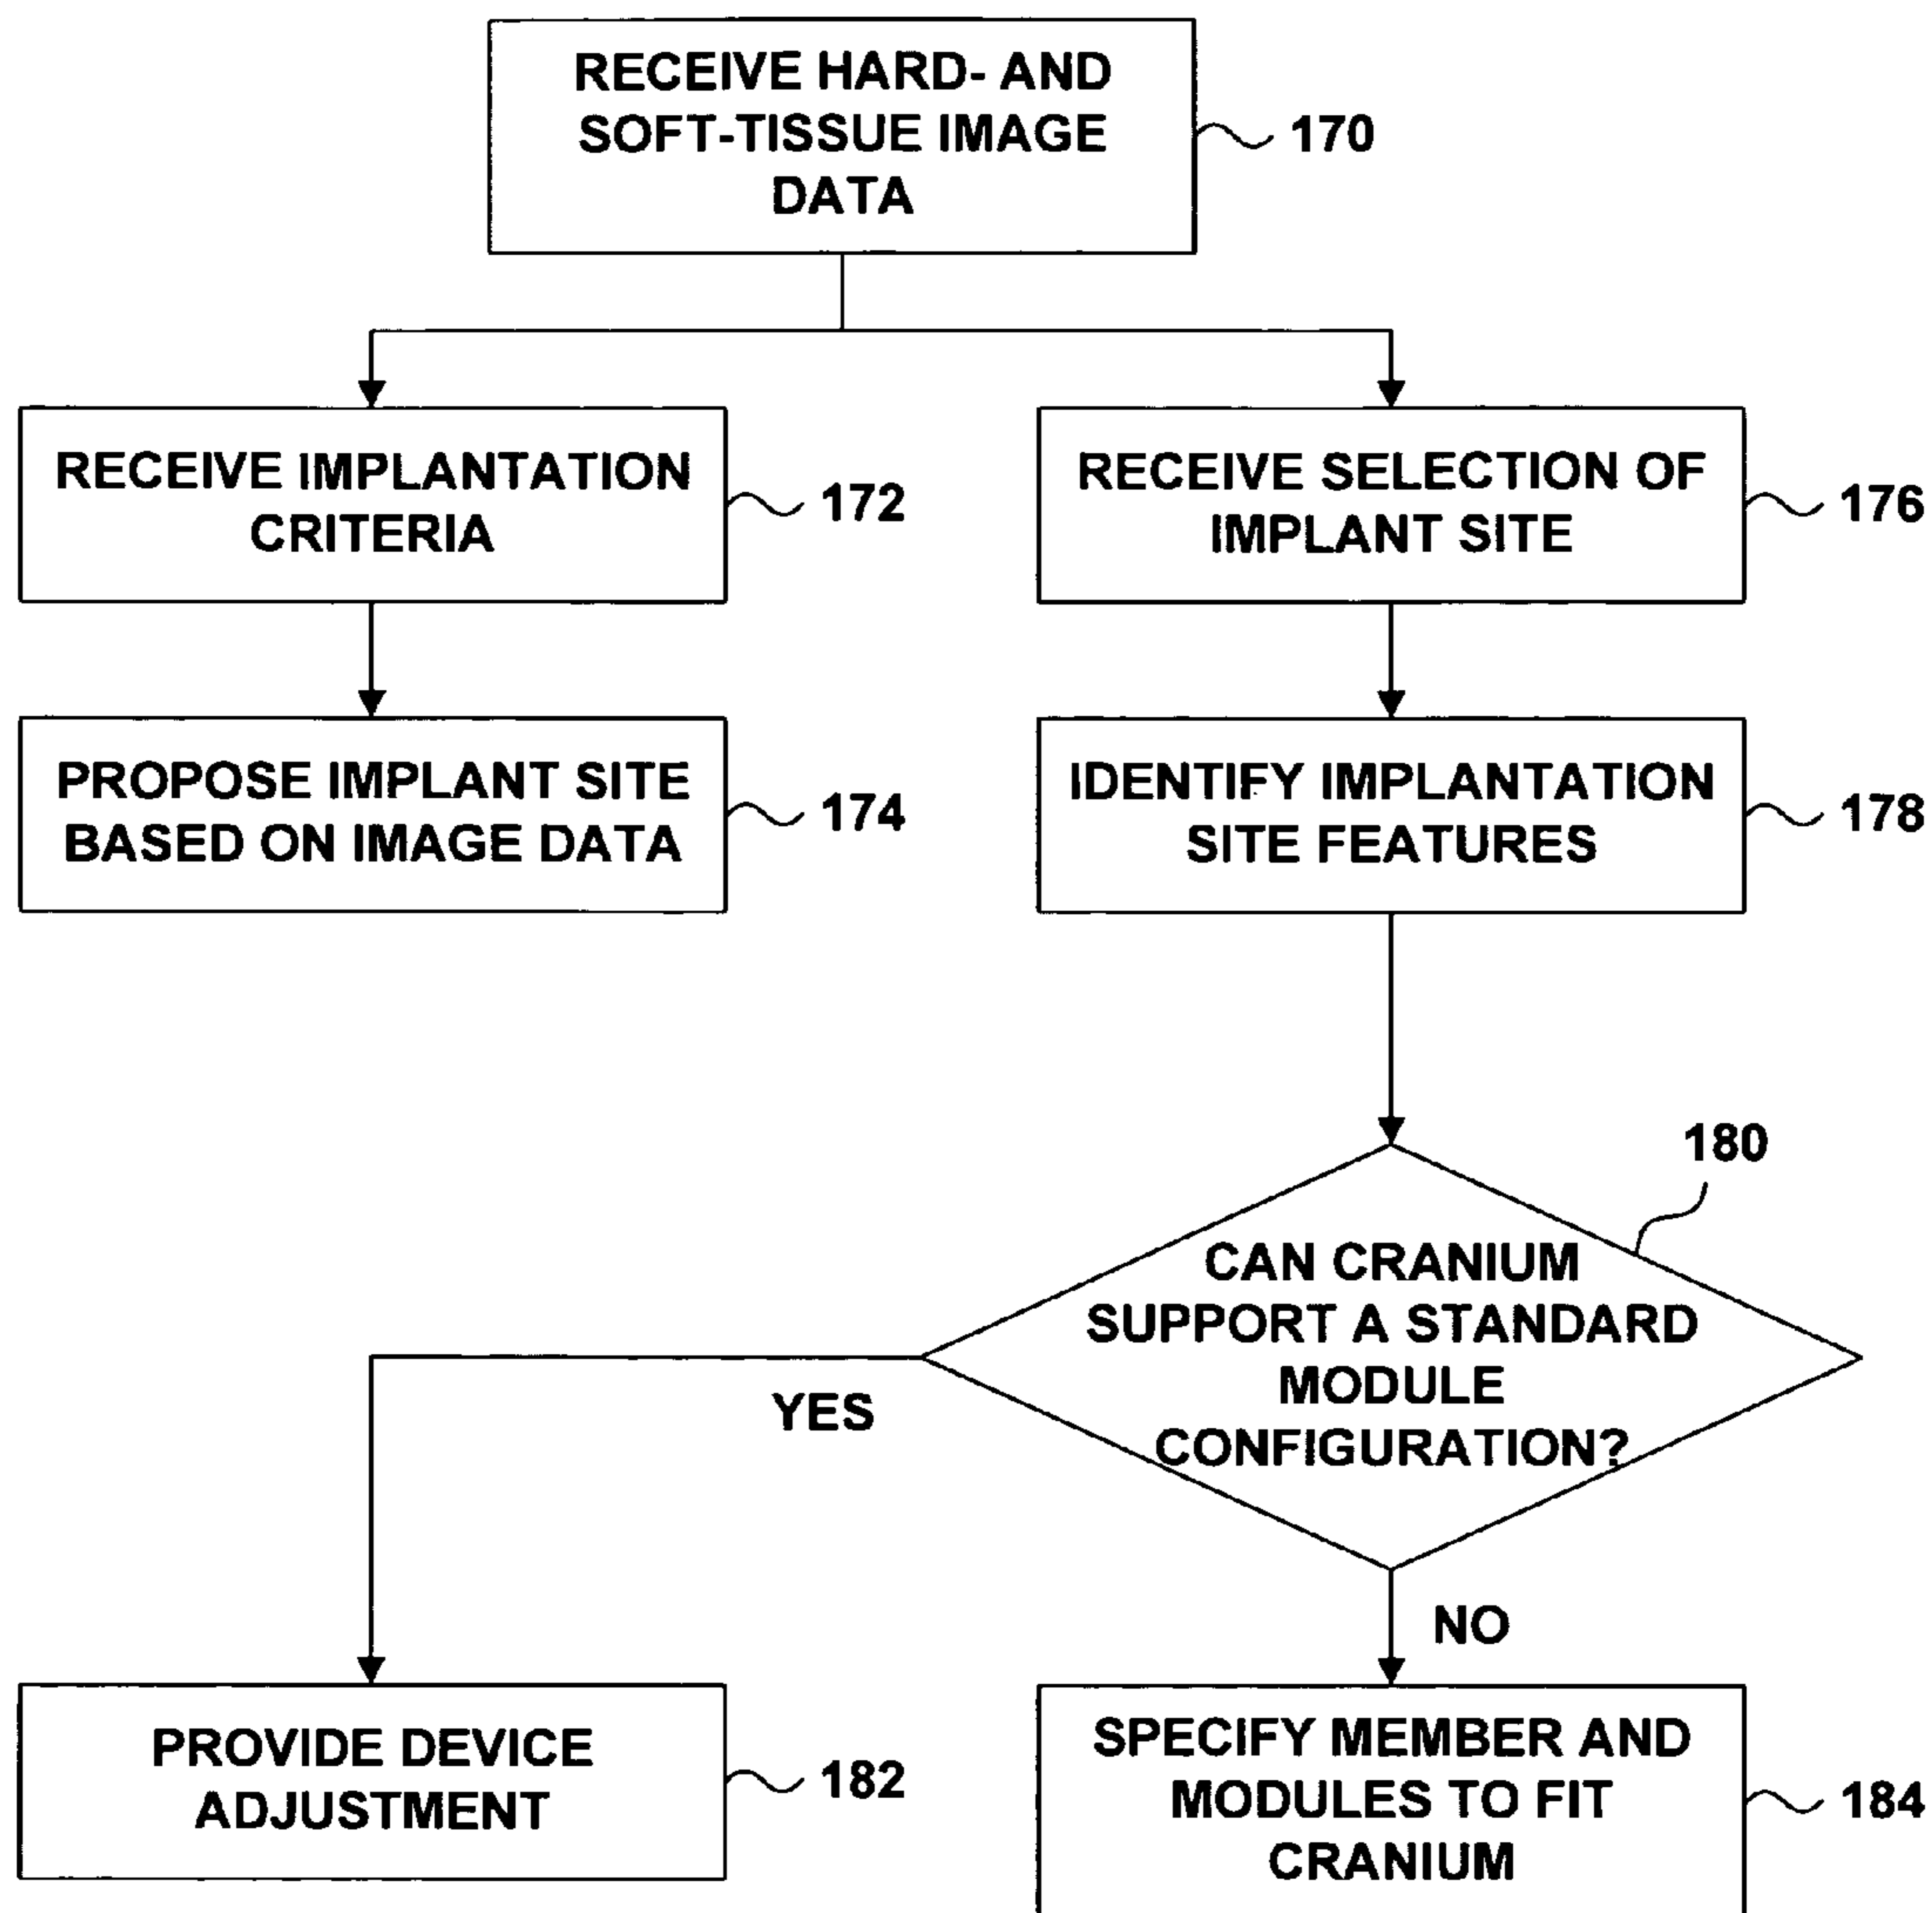 RECEIVE HARD- AND
SOFT-TISSUE IMAGE
DATA
170
RECEIVE IMPLANTATION
CRITERIA
172
RECEIVE SELECTION OF
IMPLANT SITE
176
PROPOSE IMPLANT SITE
BASED ON IMAGE DATA
174
IDENTIFY IMPLANTATION
SITE FEATURES
178
180
CAN CRANIUM
SUPPORT A STANDARD
MODULE
CONFIGURATION?
YES
NO
PROVIDE DEVICE
ADJUSTMENT
182
SPECIFY MEMBER AND
MODULES TO FIT
CRANIUM
184